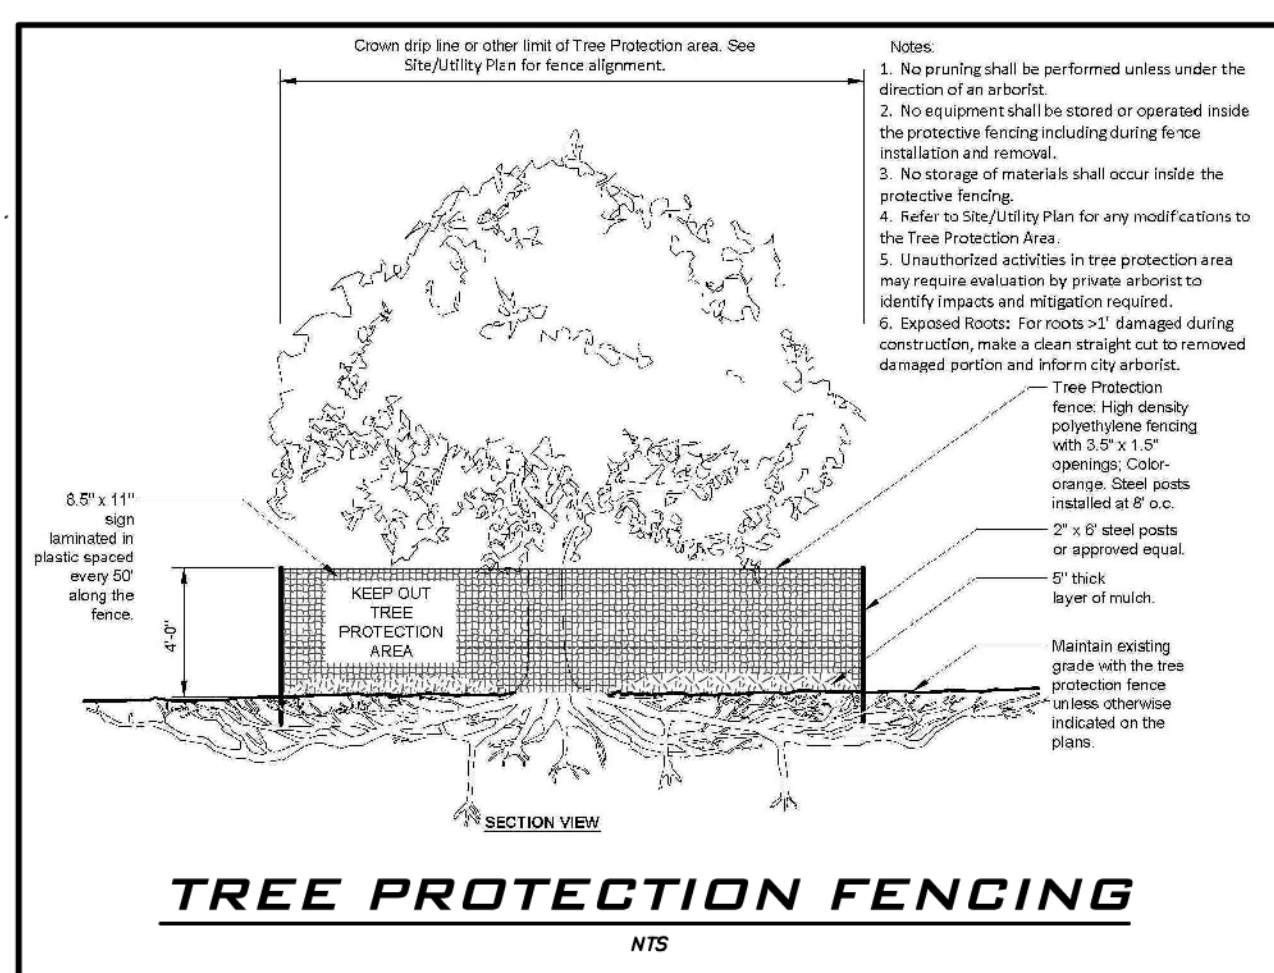 Crown drip line or other limit of Tree Protection area. See
Site/Utility Plan for fence alignment.
Notes:
1. No pruning shall be performed unless under the
direction of an arborist.
2. No equipment shall be stored or operated inside
the protective fencing including during fence
installation and removal.
3. No storage of materials shall occur inside the
protective fencing.
4. Refer to Site/Utility Plan for any modifications to
the Tree Protection Area.
5. Unauthorized activities in tree protection area
may require evaluation by private arborist to
identify impacts and mitigation required.
6. Exposed Roots: For roots >1' damaged during
construction, make a clean straight cut to removed
damaged portion and inform city arborist.
Tree Protection
fence: High density
polyethylene fencing
with 3.5" x 1.5"
openings; Color-
orange. Steel posts
installed at 8' o.c.
2" x 6' steel posts
or approved equal.
5" thick
layer of mulch.
Maintain existing
grade with the tree
protection fence
unless otherwise
indicated on the
plans.
8.5" x 11"
sign
laminated in
plastic spaced
every 50'
along the
fence.
4'-0"
KEEP OUT
TREE
PROTECTION
AREA
SECTION VIEW
TREE PROTECTION FENCING
NTS